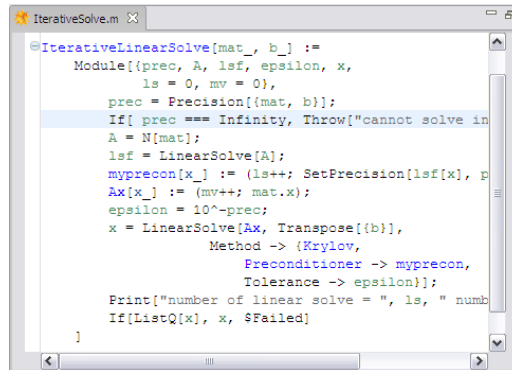 IterativeSolve.m
IterativeLinearSolve[mat_, b_] :=
Module[{prec, A, lsf, epsilon, x,
ls = 0, mv = 0},
prec = Precision[{mat, b}];
If[ prec === Infinity, Throw["cannot solve in
A = N[mat];
lsf = LinearSolve[A];
myprecon[x_] := (ls++; SetPrecision[lsf[x], p
Ax[x_] := (mv++; mat.x);
epsilon = 10^-prec;
x = LinearSolve[Ax, Transpose[{b}],
Method -> {Krylov,
Preconditioner -> myprecon,
Tolerance -> epsilon}];
Print["number of linear solve = ", ls, " numb
If[ListQ[x], x, $Failed]
]